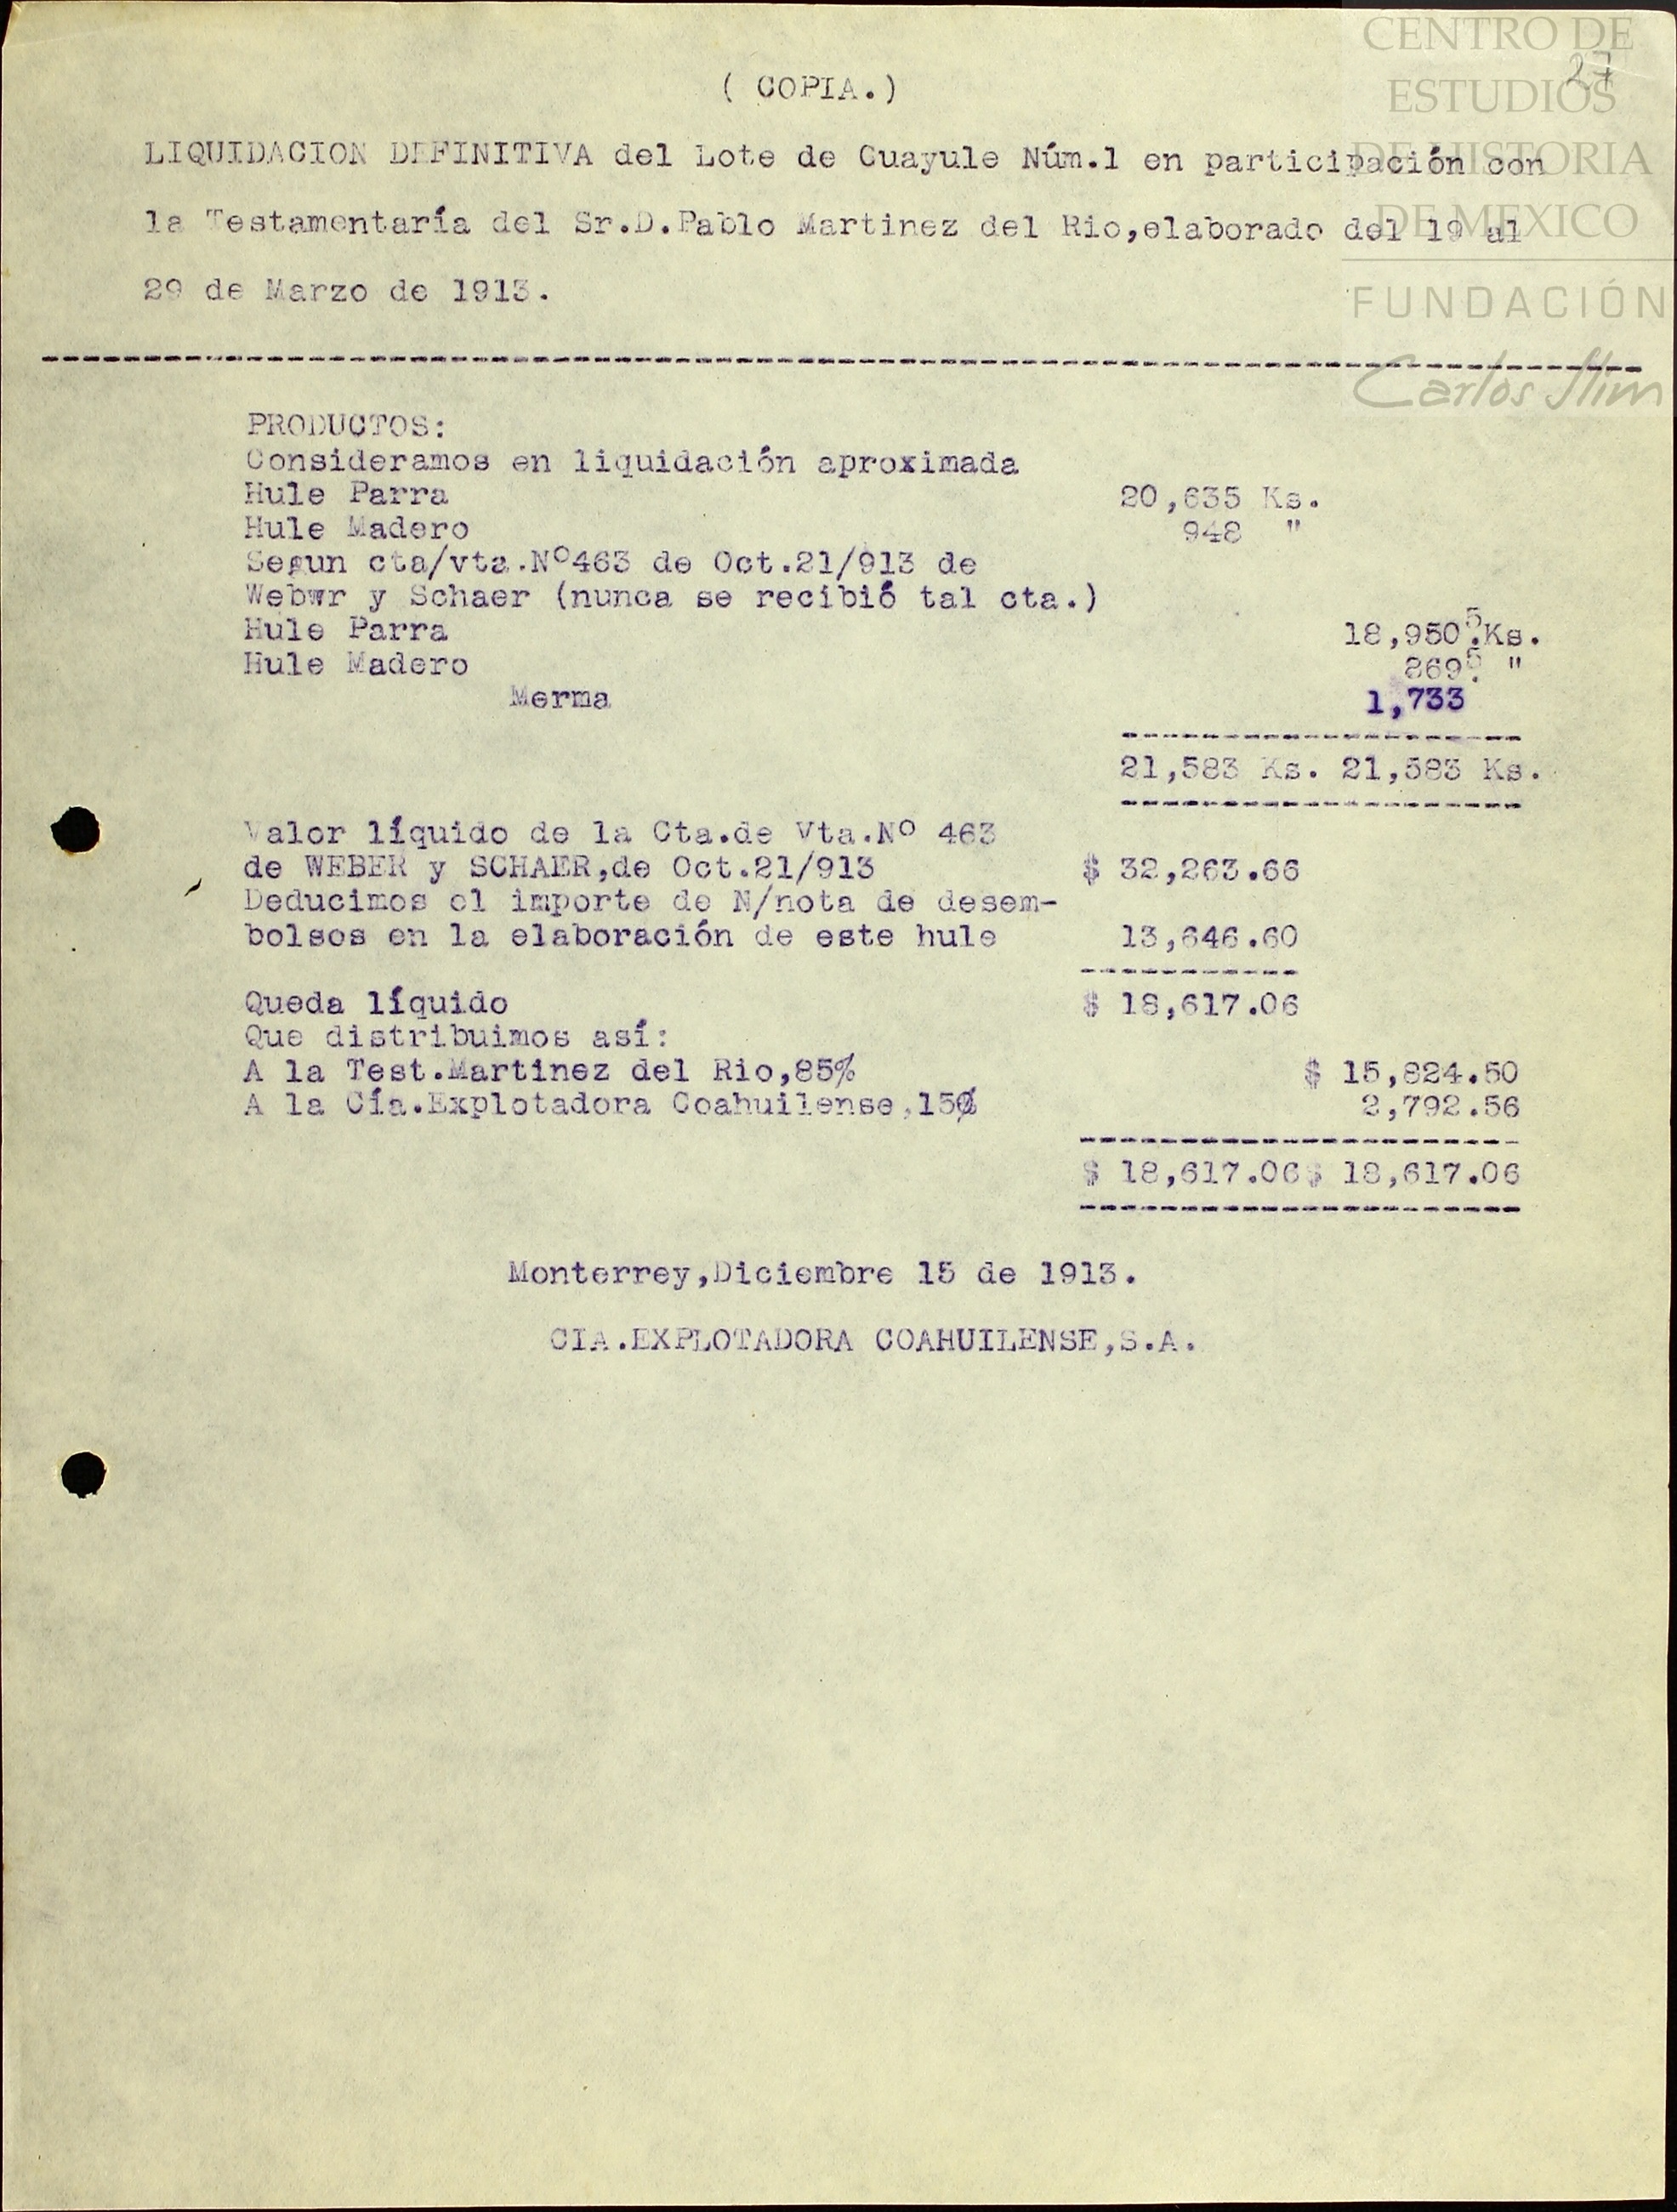 CENTRO DE
ESTUDIOS
DE HISTORIA
DE MEXICO
FUNDACIÓN
Carlos Slim
27
( COPIA.)
LIQUIDACION DEFINITIVA del Lote de Guayule Núm.1 en participación con
la Testamentaría del Sr.D.Pablo Martinez del Rio,elaborado del 19 al
29 de Marzo de 1913.
PRODUCTOS:
Consideramos en liquidación aproximada
Hule Parra 20,635 Ks.
Hule Madero 948 "
Segun cta/vta.Nº463 de Oct.21/913 de
Webwr y Schaer (nunca se recibió tal cta.)
Hule Parra 18,950.5 Ks.
Hule Madero 869.5 "
Merma 1,733
21,583 Ks. 21,583 Ks.
Valor líquido de la Cta.de Vta.Nº 463
de WEBER y SCHAER,de Oct.21/913 $ 32,263.66
Deducimos el importe de N/nota de desem-
bolsos en la elaboración de este hule 13,646.60
Queda líquido $ 18,617.06
Que distribuimos así:
A la Test.Martinez del Rio,85% $ 15,824.50
A la Cía.Explotadora Coahuilense,15% 2,792.56
$ 18,617.06 $ 18,617.06
Monterrey,Diciembre 15 de 1913.
CIA.EXPLOTADORA COAHUILENSE,S.A.